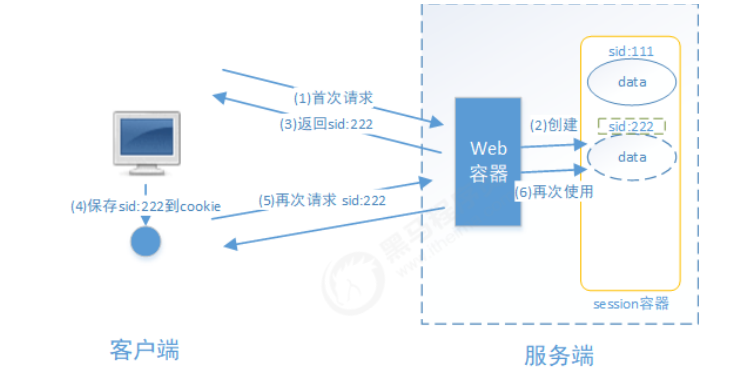 sid:111
data
(1)首次请求
(2)创建
sid:222
(3)返回sid:222
Web
容器
data
(4)保存sid:222到cookie
(5)再次请求 sid:222
(6)再次使用
session容器
客户端
服务端